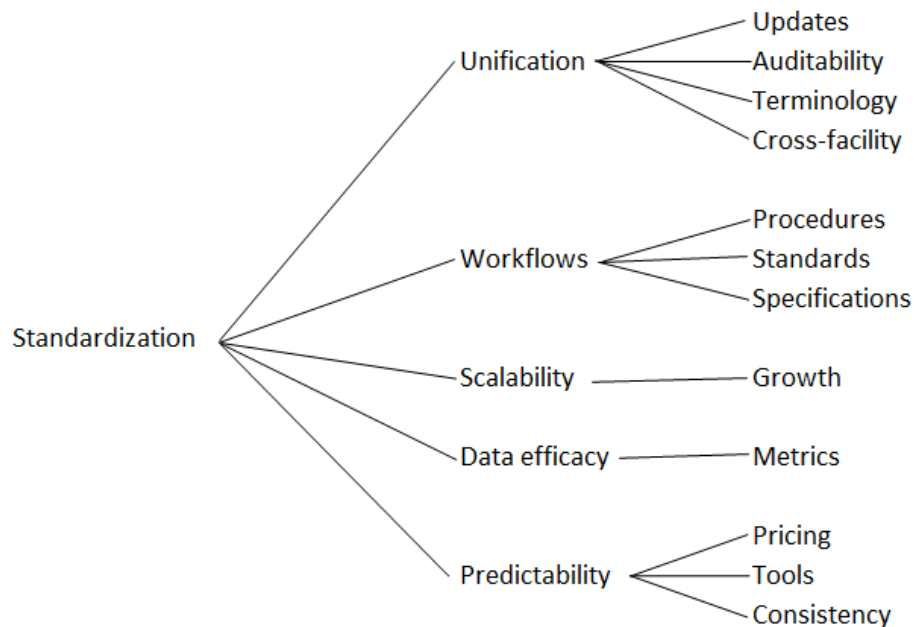 Standardization
Unification
Updates
Auditability
Terminology
Cross-facility
Workflows
Procedures
Standards
Specifications
Scalability
Growth
Data efficacy
Metrics
Predictability
Pricing
Tools
Consistency